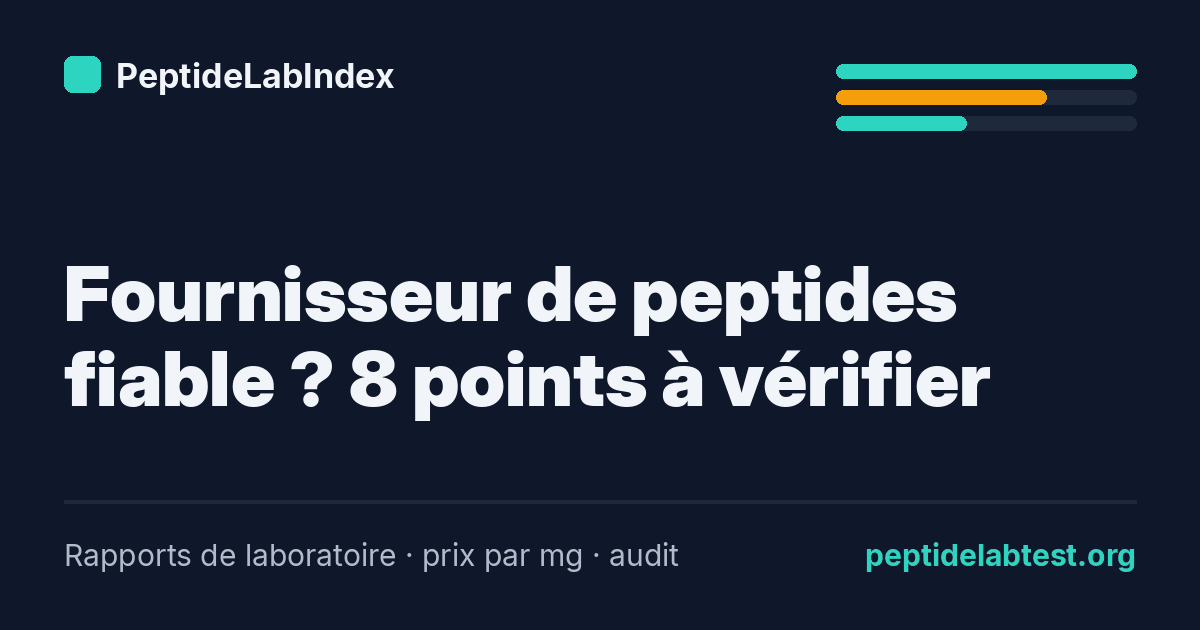 PeptideLabIndex
Fournisseur de peptides
fiable ? 8 points à vérifier
Rapports de laboratoire · prix par mg · audit
peptidelabtest.org